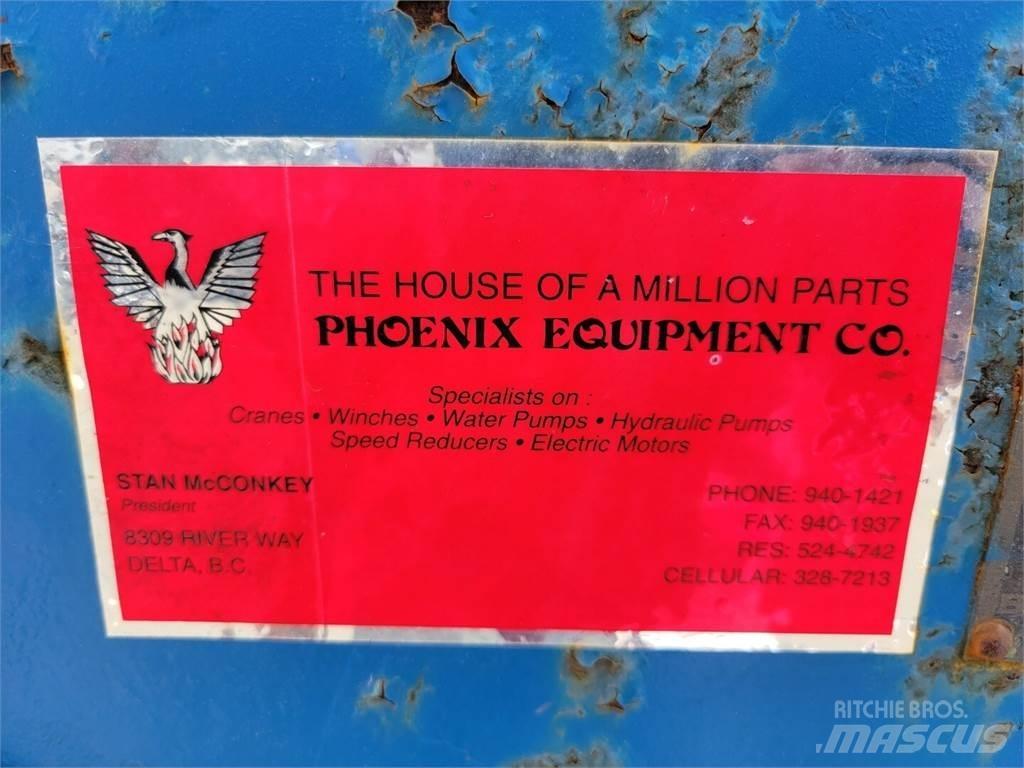 THE HOUSE OF A MILLION PARTS
PHOENIX EQUIPMENT CO.
Specialists on :
Cranes • Winches • Water Pumps • Hydraulic Pumps
Speed Reducers • Electric Motors
STAN McCONKEY
President
8309 RIVER WAY
DELTA, B.C.
PHONE: 940-1421
FAX: 940-1937
RES: 524-4742
CELLULAR: 328-7213
RITCHIE BROS.
MASCUS